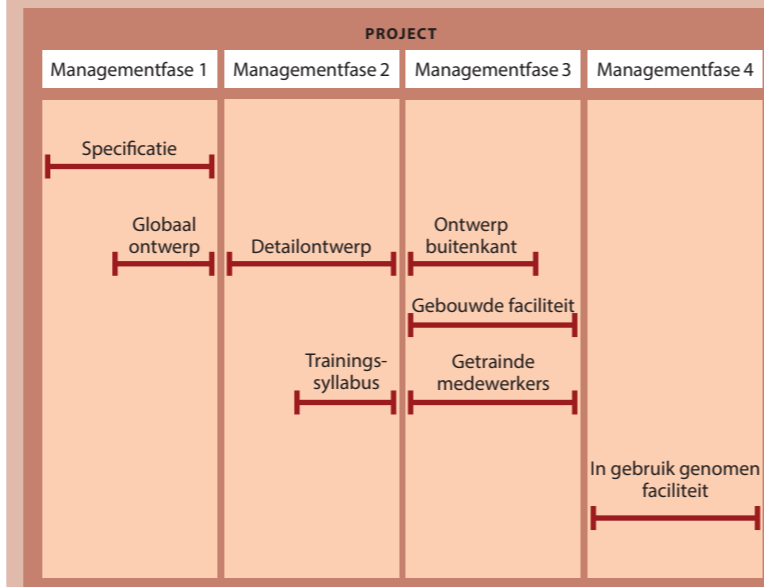 PROJECT
Managementfase 1
Managementfase 2
Managementfase 3
Managementfase 4
Specificatie
Globaal
ontwerp
Detailontwerp
Ontwerp
buitenkant
Gebouwde faciliteit
Trainings-
syllabus
Getrainde
medewerkers
In gebruik genomen
faciliteit